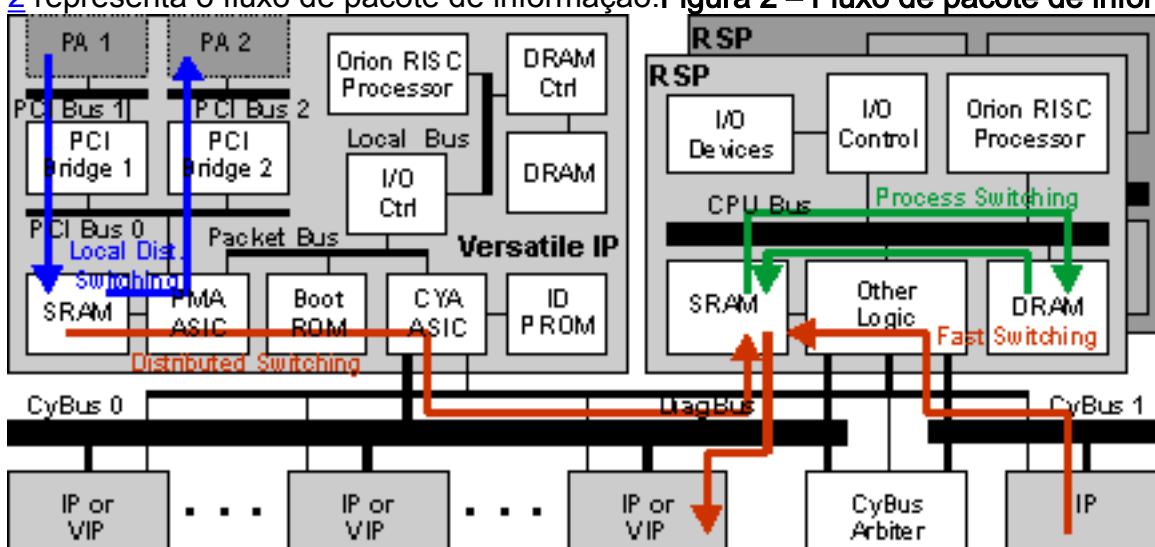 2 representa o fluxo de pacote de informação.Figura 2 – Fluxo de pacote de infor
PA 1
PA 2
Orion RISC
Processor
DRAM
Ctrl
PCI Bus 1
PCI Bus 2
PCI
Bridge 1
PCI
Bridge 2
Local Bus
I/O
Ctrl
DRAM
PCI Bus 0
Packet Bus
Versatile IP
Local Dist.
Switching
SRAM
PMA
ASIC
Boot
ROM
CYA
ASIC
ID
PROM
Distributed Switching
RSP
RSP
I/O
Devices
I/O
Control
Orion RISC
Processor
CPU Bus
Process Switching
SRAM
Other
Logic
DRAM
Fast Switching
CyBus 0
DiagBus
CyBus 1
IP or
VIP
. . .
IP or
VIP
. . .
IP or
VIP
CyBus
Arbiter
IP